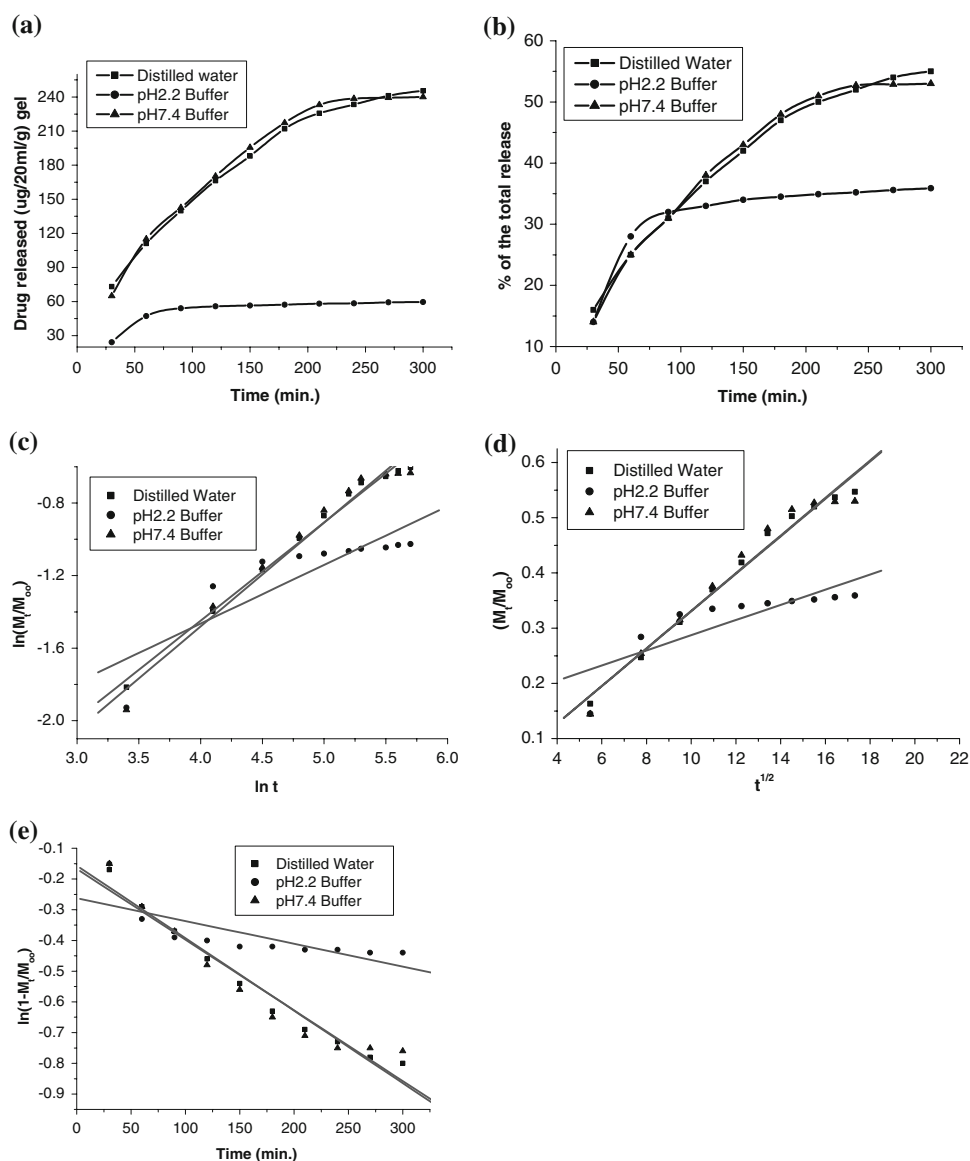 (a)
Distilled water
pH2.2 Buffer
pH7.4 Buffer
Drug released (ug/20ml/g) gel
240
210
180
150
120
90
60
30
0 50 100 150 200 250 300
Time (min.)
(b)
Distilled Water
pH2.2 Buffer
pH7.4 Buffer
% of the total release
60
50
40
30
20
10
0 50 100 150 200 250 300
Time (min.)
(c)
Distilled Water
pH2.2 Buffer
pH7.4 Buffer
ln(Mt/M∞)
-0.8
-1.2
-1.6
-2.0
3.0 3.5 4.0 4.5 5.0 5.5 6.0
ln t
(d)
Distilled Water
pH2.2 Buffer
pH7.4 Buffer
(Mt/M∞)
0.6
0.5
0.4
0.3
0.2
0.1
4 6 8 10 12 14 16 18 20 22
t1/2
(e)
Distilled Water
pH2.2 Buffer
pH7.4 Buffer
ln(1-Mt/M∞)
-0.1
-0.2
-0.3
-0.4
-0.5
-0.6
-0.7
-0.8
-0.9
0 50 100 150 200 250 300
Time (min.)